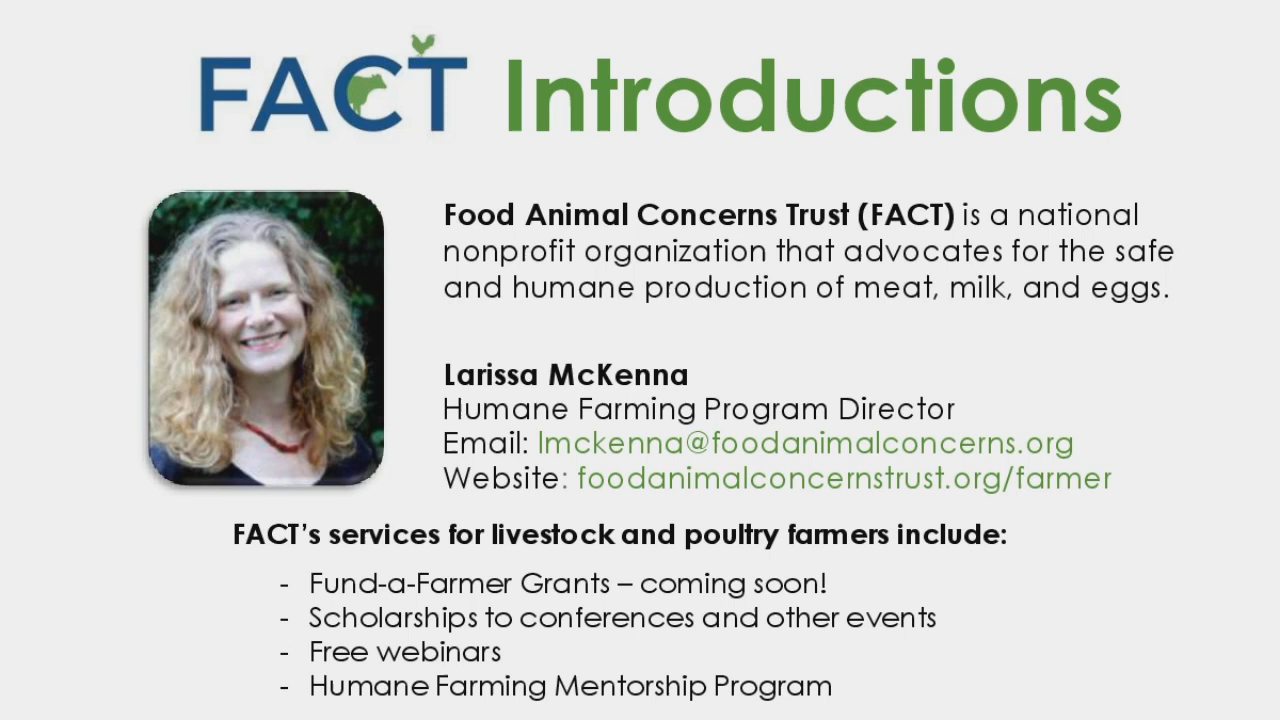 FACT Introductions
Food Animal Concerns Trust (FACT) is a national
nonprofit organization that advocates for the safe
and humane production of meat, milk, and eggs.
Larissa McKenna
Humane Farming Program Director
Email: lmckenna@foodanimalconcerns.org
Website: foodanimalconcernstrust.org/farmer
FACT’s services for livestock and poultry farmers include:
- Fund-a-Farmer Grants – coming soon!
- Scholarships to conferences and other events
- Free webinars
- Humane Farming Mentorship Program